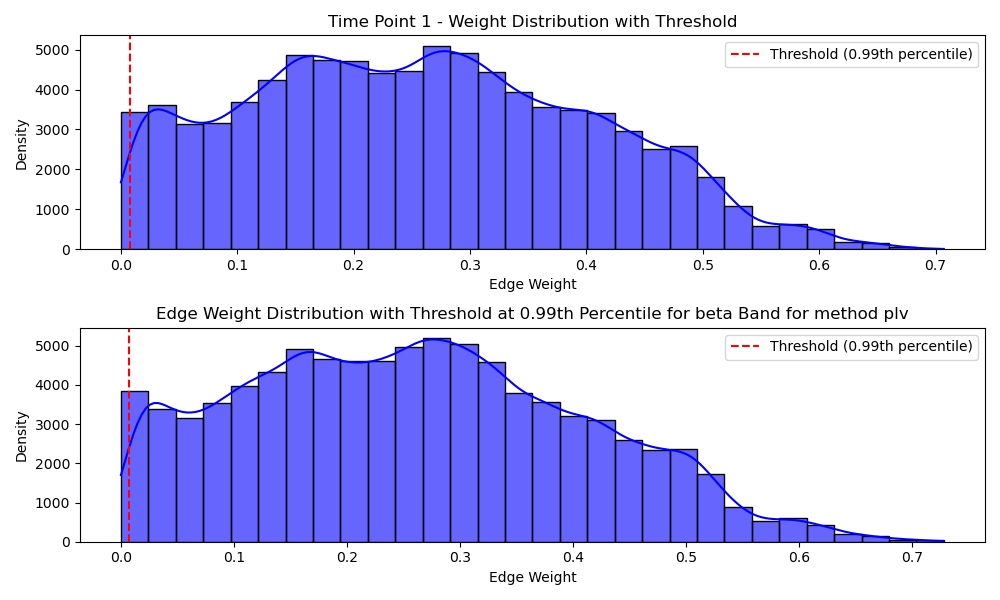 Time Point 1 - Weight Distribution with Threshold
Density
5000
4000
3000
2000
1000
0
Threshold (0.99th percentile)
0.0 0.1 0.2 0.3 0.4 0.5 0.6 0.7
Edge Weight
Edge Weight Distribution with Threshold at 0.99th Percentile for beta Band for method plv
Density
5000
4000
3000
2000
1000
0
Threshold (0.99th percentile)
0.0 0.1 0.2 0.3 0.4 0.5 0.6 0.7
Edge Weight